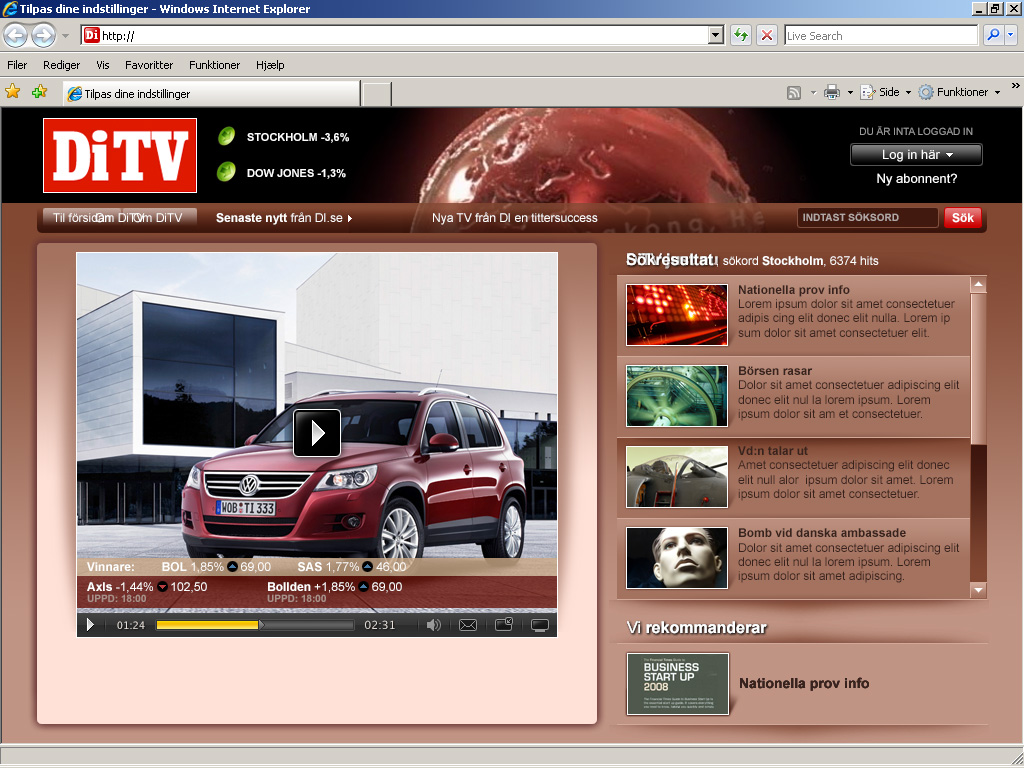 Tilpas dine indstillinger - Windows Internet Explorer
Di http://
Live Search
Filer Rediger Vis Favoritter Funktioner Hjælp
Tilpas dine indstillinger
Side Funktioner
DiTV
STOCKHOLM -3,6%
DOW JONES -1,3%
DU ÄR INTA LOGGAD IN
Log in här
Ny abonnent?
Til försidan Om DiTV Om DiTV
Senaste nytt från DI.se
Nya TV från DI en tittersuccess
INDTAST SÖKSORD
Sök
Sökresultat | sökord Stockholm, 6374 hits
Nationella prov info
Lorem ipsum dolor sit amet consectetuer
adipis cing elit donec elit nulla. Lorem ip
sum dolor sit amet consectetuer elit.
Börsen rasar
Dolor sit amet consectetuer adipiscing elit
donec elit nul la lorem ipsum. Lorem
ipsum dolor sit am et consectetuer.
Vd:n talar ut
Amet consectetuer adipiscing elit donec
elit null alor ipsum dolor sit amet. Lorem
ipsum dolor sit amet consectetuer.
Bomb vid danska ambassade
Dolor sit amet consectetuer adipiscing elit
donec elit nul la lorem ipsum. Lorem
ipsum dolor sit amet adipiscing.
WOB TI 333
Vinnare: BOL 1,85% 69,00 SAS 1,77% 46,00
Axls -1,44% 102,50 Bollden +1,85% 69,00
UPPD: 18:00 UPPD: 18:00
01:24 02:31
Vi rekommanderar
BUSINESS
START UP
2008
Nationella prov info